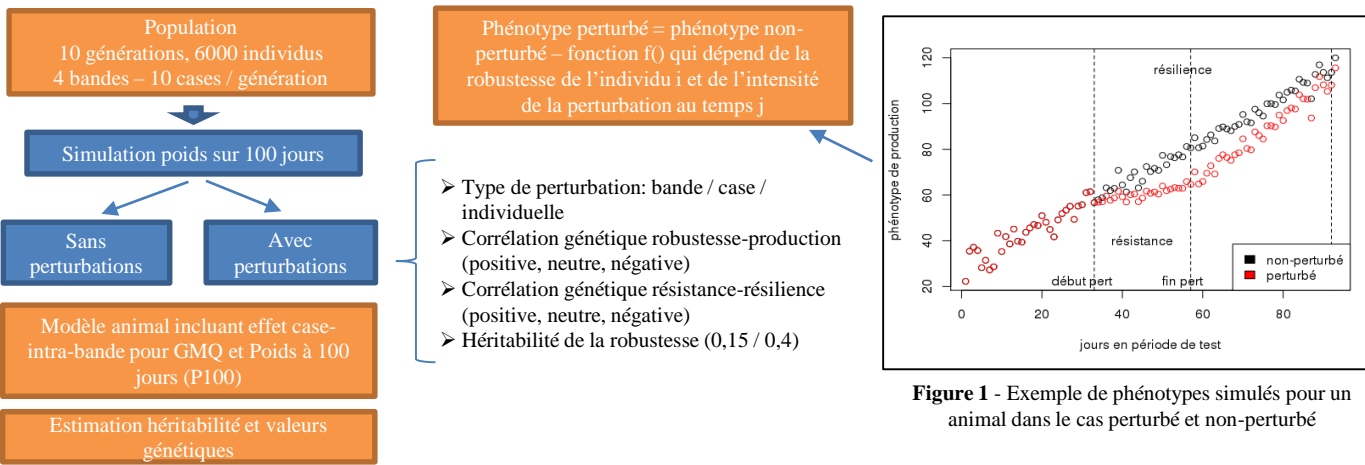 Population
10 générations, 6000 individus
4 bandes – 10 cases / génération
Simulation poids sur 100 jours
Sans
perturbations
Avec
perturbations
Modèle animal incluant effet case-
intra-bande pour GMQ et Poids à 100
jours (P100)
Estimation héritabilité et valeurs
génétiques
Phénotype perturbé = phénotype non-
perturbé – fonction f() qui dépend de la
robustesse de l'individu i et de l'intensité
de la perturbation au temps j
➢ Type de perturbation: bande / case /
individuelle
➢ Corrélation génétique robustesse-production
(positive, neutre, négative)
➢ Corrélation génétique résistance-résilience
(positive, neutre, négative)
➢ Héritabilité de la robustesse (0,15 / 0,4)
phénotype de production
120
100
80
60
40
20
résilience
résistance
début pert
fin pert
non-perturbé
perturbé
0 20 40 60 80
jours en période de test
Figure 1 - Exemple de phénotypes simulés pour un
animal dans le cas perturbé et non-perturbé